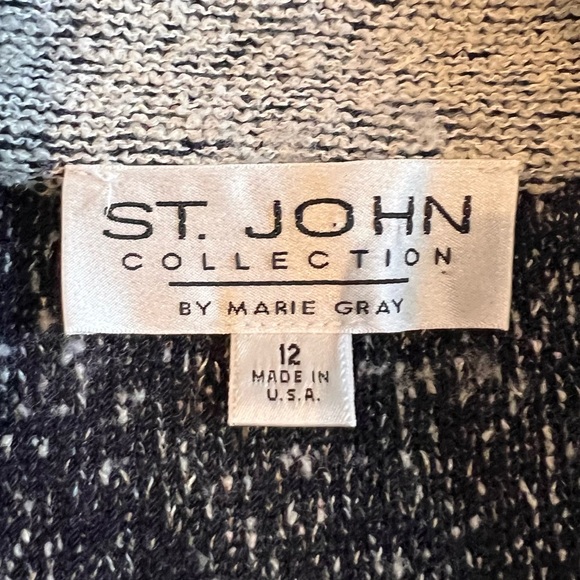 ST. JOHN
COLLECTION
BY MARIE GRAY
12
MADE IN
U.S.A.